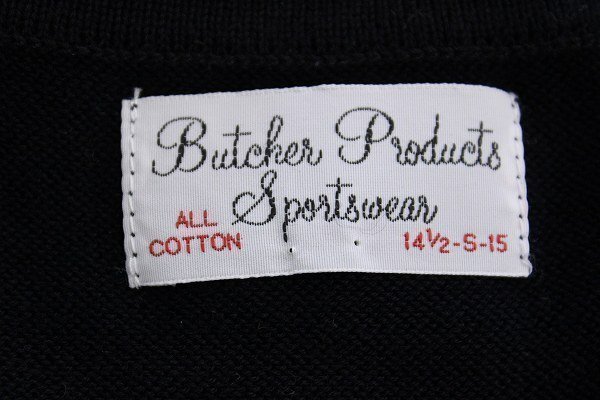 Butcher Products
Sportswear
ALL
COTTON
14½-S-15